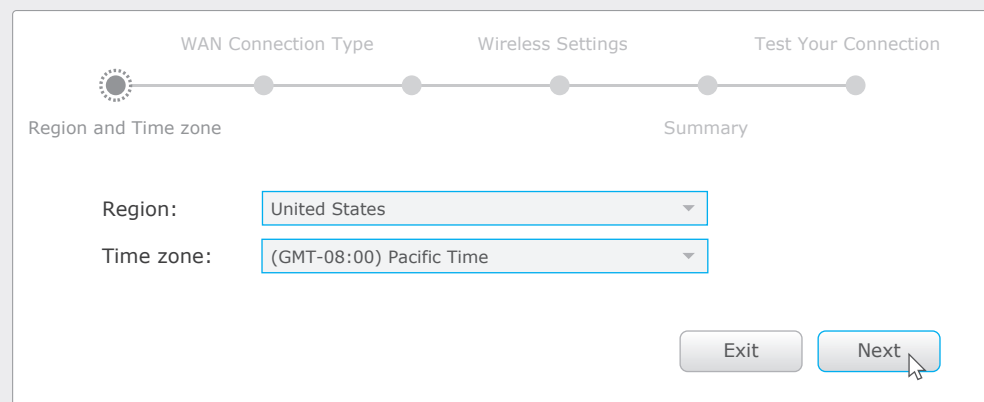 WAN Connection Type Wireless Settings Test Your Connection
Region and Time zone Summary
Region: United States
Time zone: (GMT-08:00) Pacific Time
Exit Next